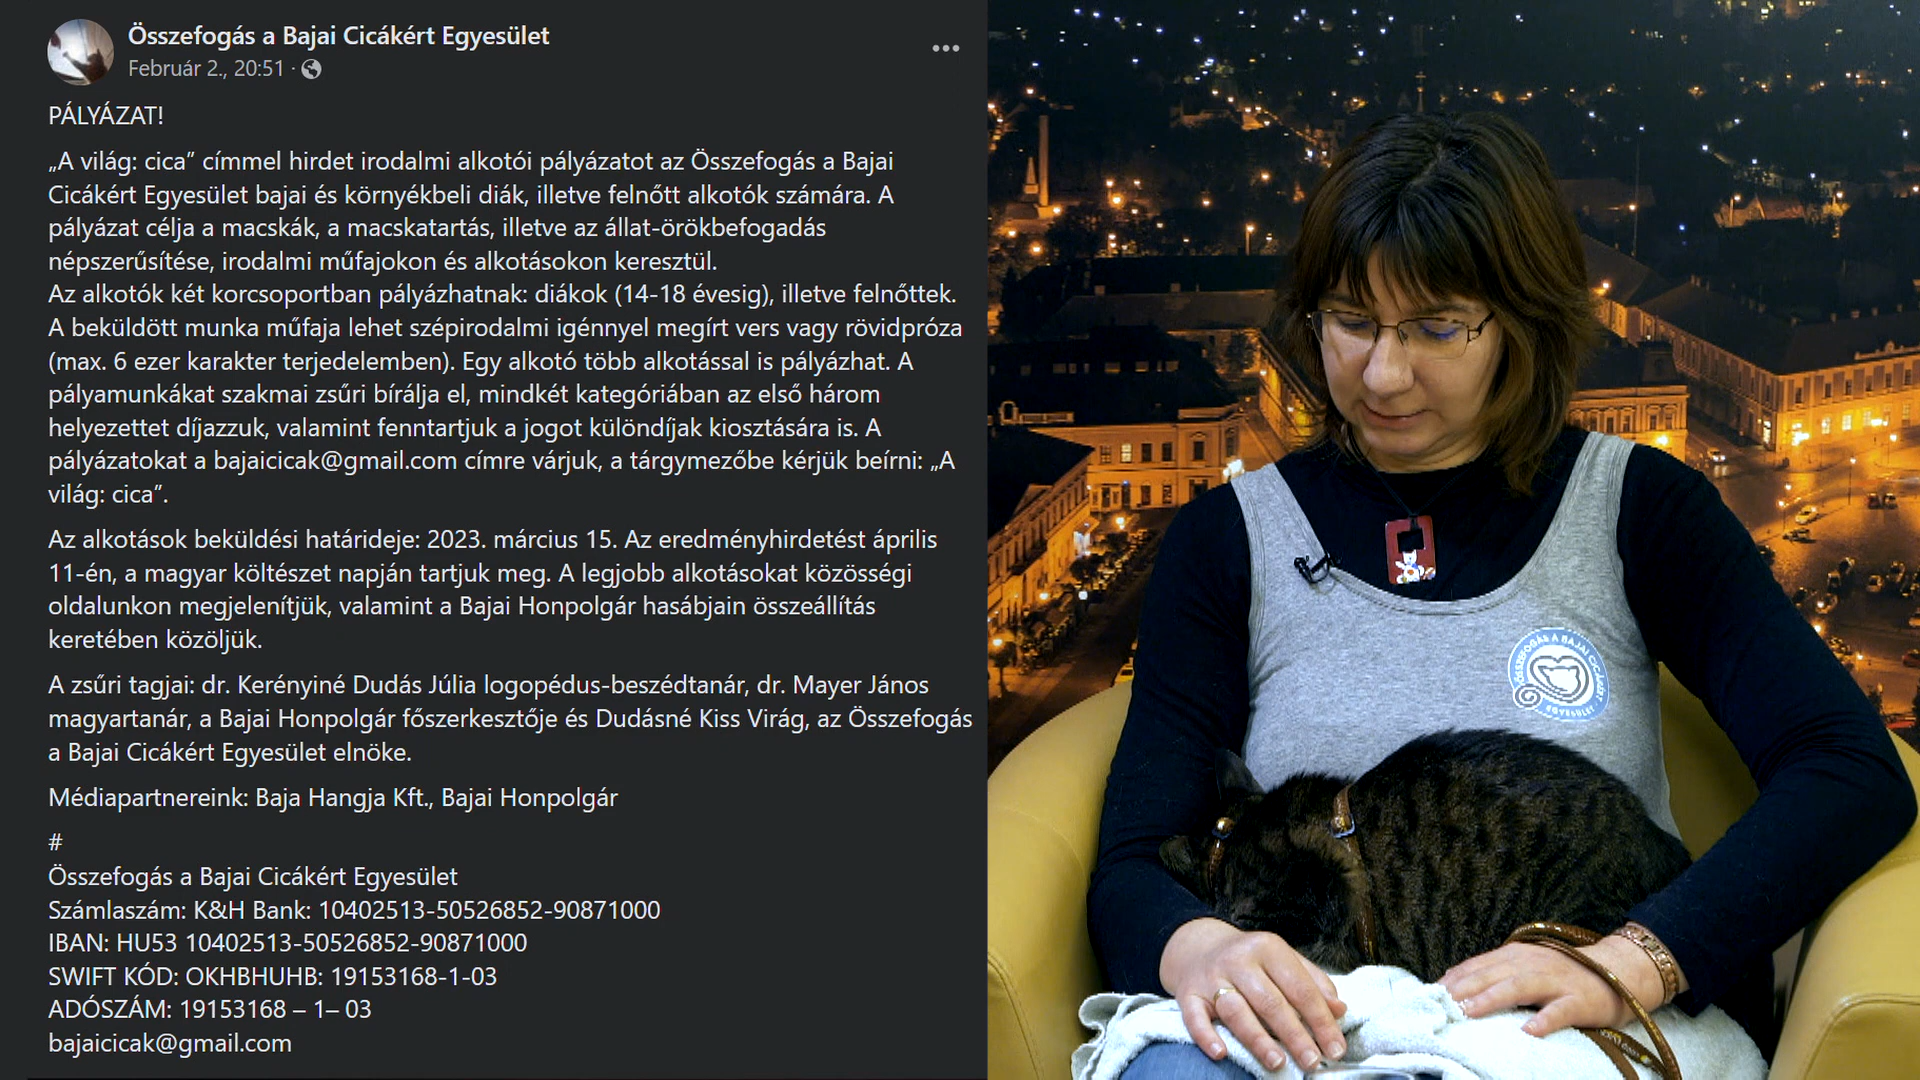 Összefogás a Bajai Cicákért Egyesület
Február 2., 20:51 ·
PÁLYÁZAT!
„A világ: cica” címmel hirdet irodalmi alkotói pályázatot az Összefogás a Bajai
Cicákért Egyesület bajai és környékbeli diák, illetve felnőtt alkotók számára. A
pályázat célja a macskák, a macskatartás, illetve az állat-örökbefogadás
népszerűsítése, irodalmi műfajokon és alkotásokon keresztül.
Az alkotók két korcsoportban pályázhatnak: diákok (14-18 évesig), illetve felnőttek.
A beküldött munka műfaja lehet szépirodalmi igénnyel megírt vers vagy rövidpróza
(max. 6 ezer karakter terjedelemben). Egy alkotó több alkotással is pályázhat. A
pályamunkákat szakmai zsűri bírálja el, mindkét kategóriában az első három
helyezettet díjazzuk, valamint fenntartjuk a jogot különdíjak kiosztására is. A
pályázatokat a bajaicicak@gmail.com címre várjuk, a tárgymezőbe kérjük beírni: „A
világ: cica”.
Az alkotások beküldési határideje: 2023. március 15. Az eredményhirdetést április
11-én, a magyar költészet napján tartjuk meg. A legjobb alkotásokat közösségi
oldalunkon megjelenítjük, valamint a Bajai Honpolgár hasábjain összeállítás
keretében közöljük.
A zsűri tagjai: dr. Kerényiné Dudás Júlia logopédus-beszédtanár, dr. Mayer János
magyartanár, a Bajai Honpolgár főszerkesztője és Dudásné Kiss Virág, az Összefogás
a Bajai Cicákért Egyesület elnöke.
Médiapartnereink: Baja Hangja Kft., Bajai Honpolgár
#
Összefogás a Bajai Cicákért Egyesület
Számlaszám: K&H Bank: 10402513-50526852-90871000
IBAN: HU53 10402513-50526852-90871000
SWIFT KÓD: OKHBHUHB: 19153168-1-03
ADÓSZÁM: 19153168 – 1– 03
bajaicicak@gmail.com
ÖSSZEFOGÁS A BAJAI CICÁKÉRT
EGYESÜLET